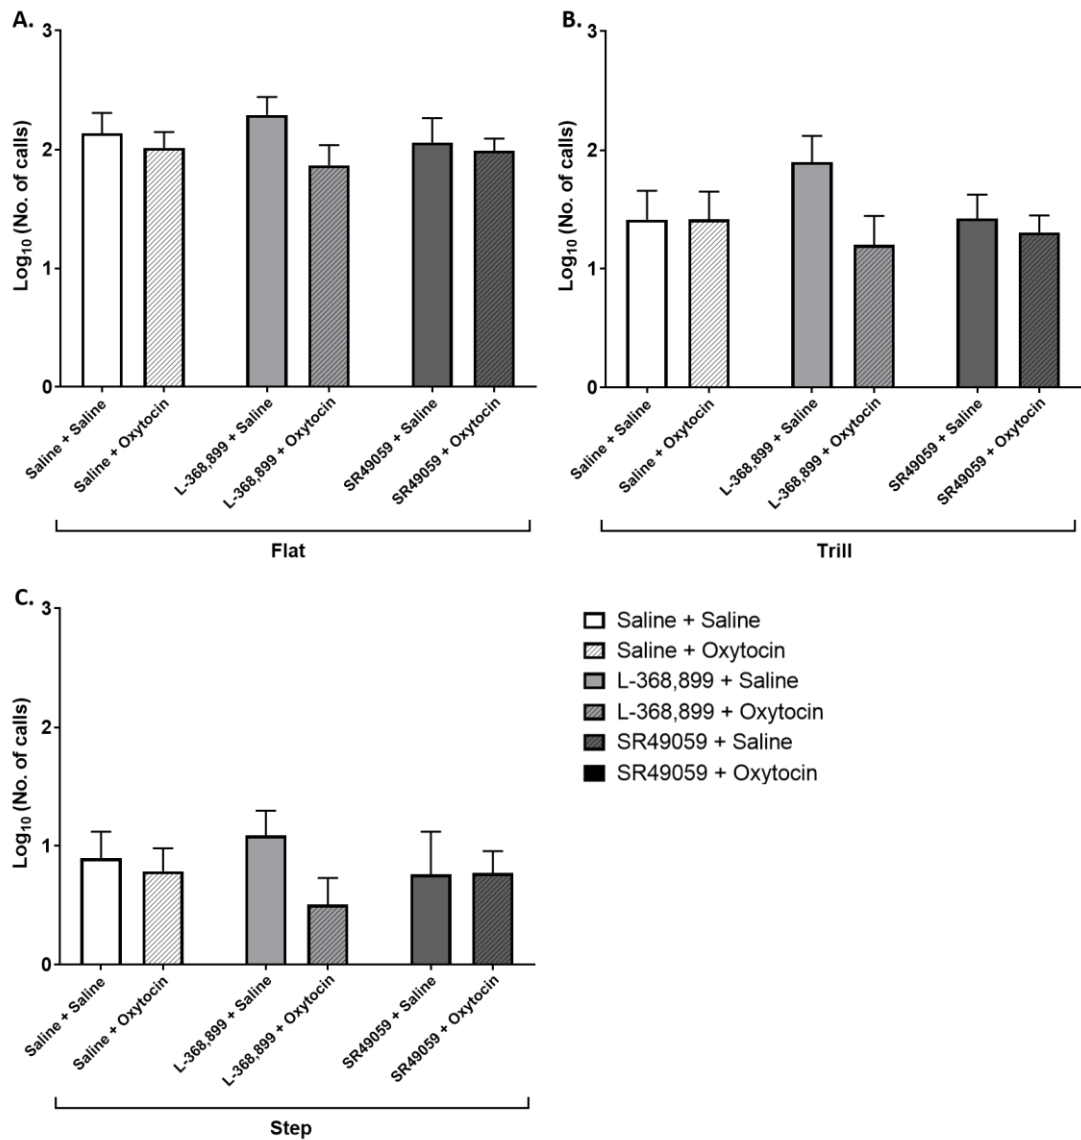 A.
3
2
1
0
Log₁₀ (No. of calls)
Saline + Saline
Saline + Oxytocin
L-368,899 + Saline
L-368,899 + Oxytocin
SR49059 + Saline
SR49059 + Oxytocin
Flat
B.
3
2
1
0
Log₁₀ (No. of calls)
Saline + Saline
Saline + Oxytocin
L-368,899 + Saline
L-368,899 + Oxytocin
SR49059 + Saline
SR49059 + Oxytocin
Trill
C.
3
2
1
0
Log₁₀ (No. of calls)
Saline + Saline
Saline + Oxytocin
L-368,899 + Saline
L-368,899 + Oxytocin
SR49059 + Saline
SR49059 + Oxytocin
Step
Saline + Saline
Saline + Oxytocin
L-368,899 + Saline
L-368,899 + Oxytocin
SR49059 + Saline
SR49059 + Oxytocin